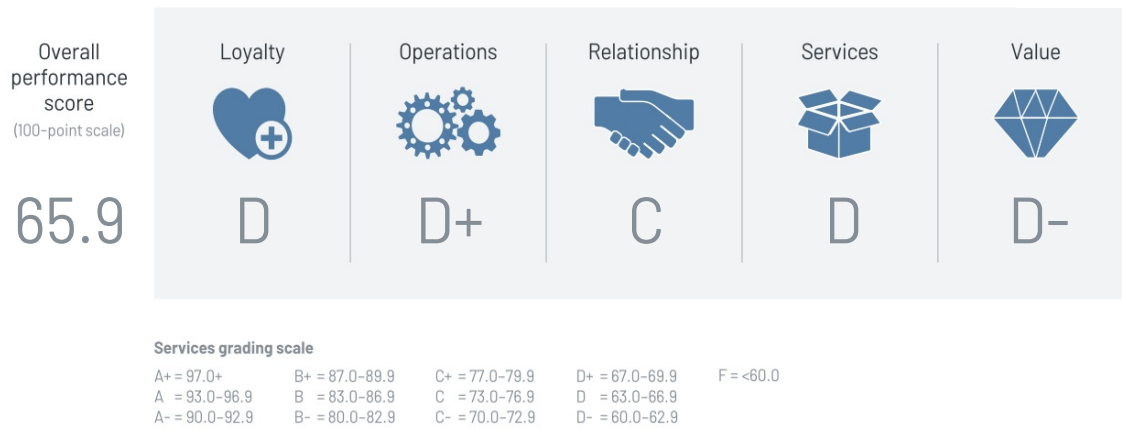 Overall
performance
score
(100-point scale)
65.9
Loyalty
D
Operations
D+
Relationship
C
Services
D
Value
D-
Services grading scale
A+ = 97.0+
A = 93.0-96.9
A- = 90.0-92.9
B+ = 87.0-89.9
B = 83.0-86.9
B- = 80.0-82.9
C+ = 77.0-79.9
C = 73.0-76.9
C- = 70.0-72.9
D+ = 67.0-69.9
D = 63.0-66.9
D- = 60.0-62.9
F = <60.0